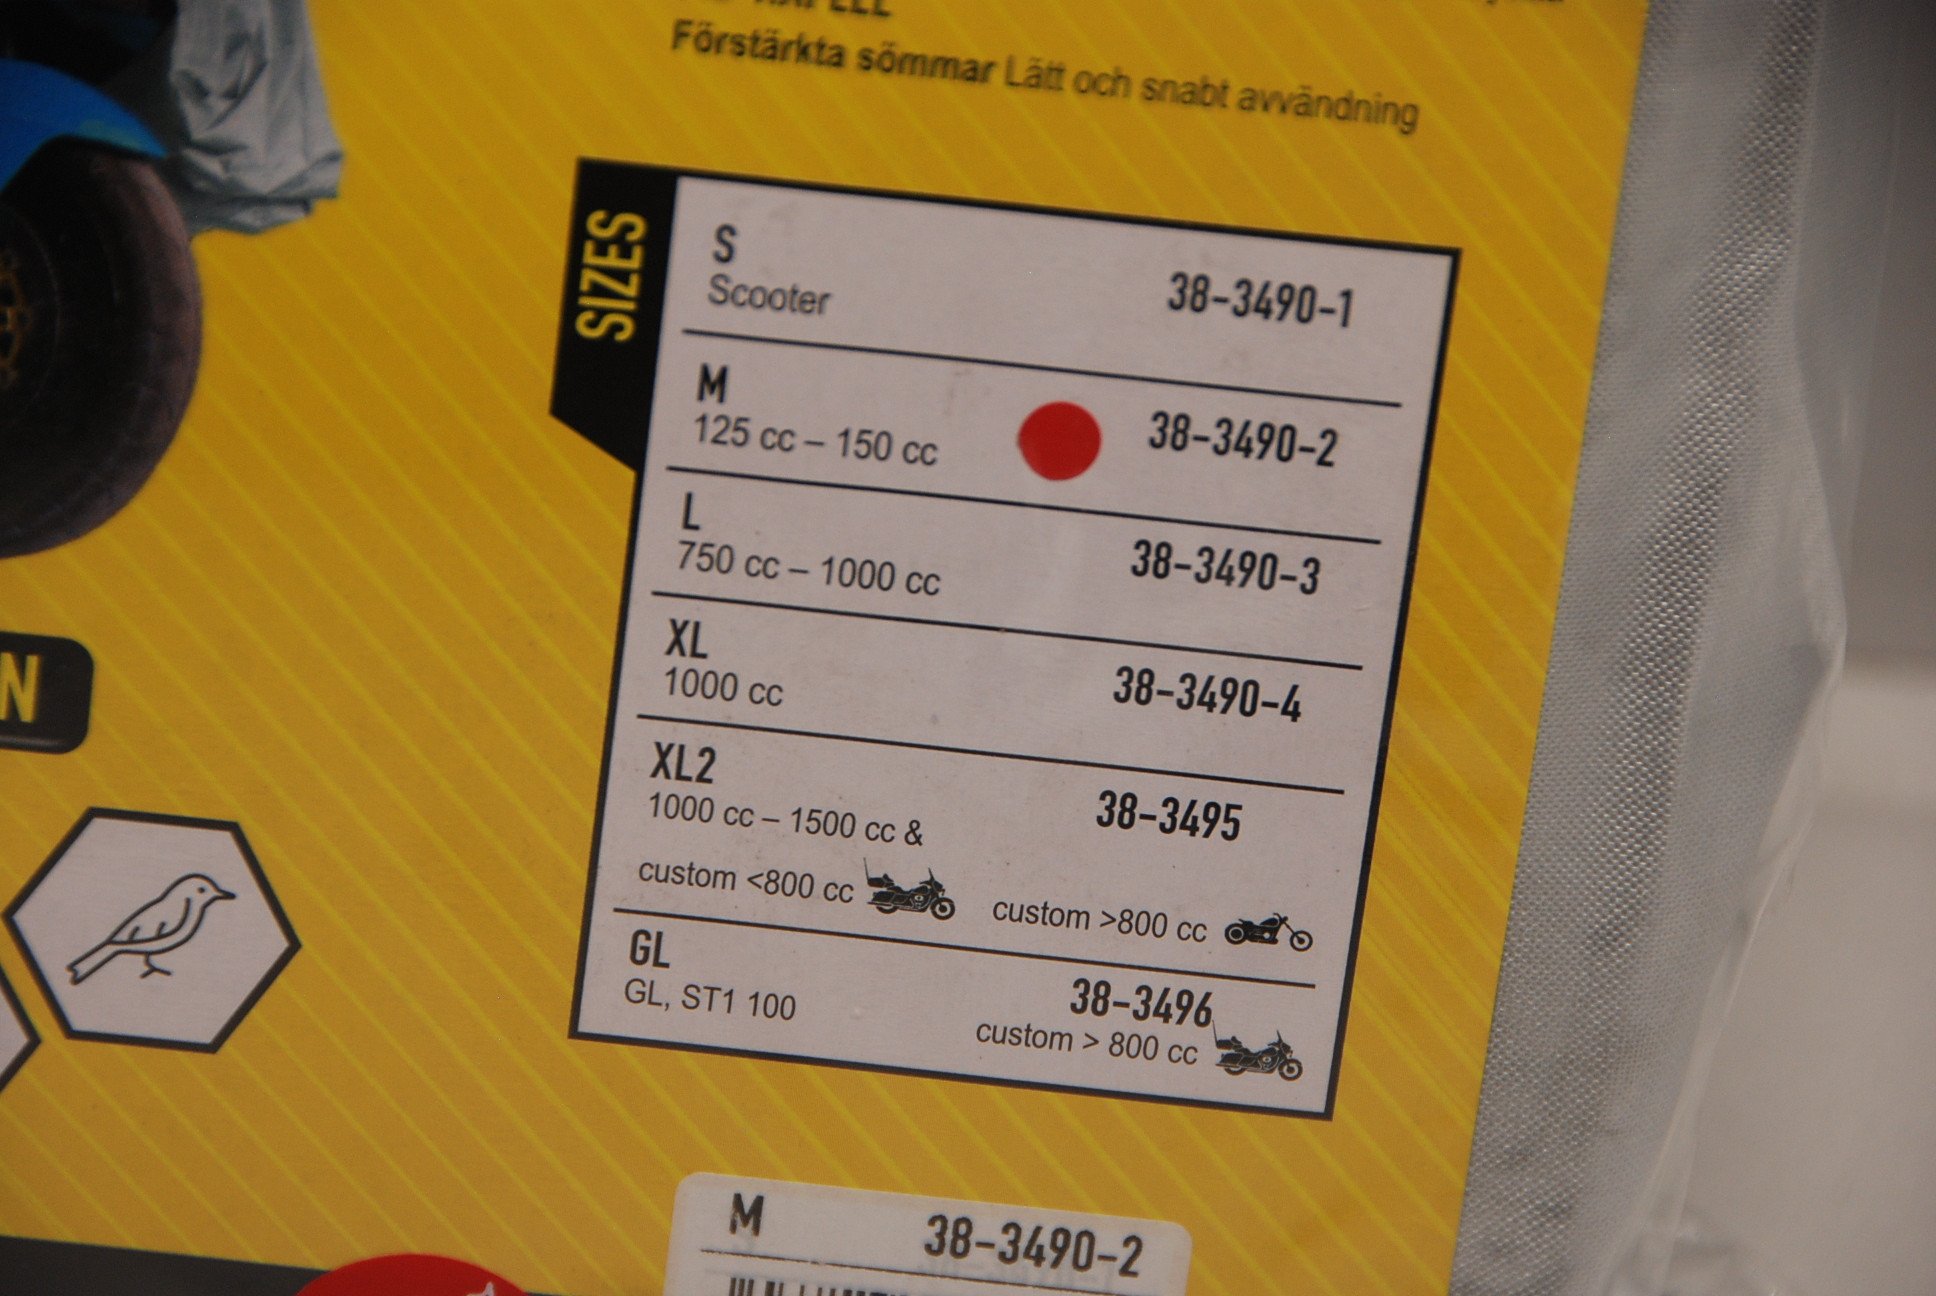 Förstärkta sömmar Lätt och snabt avvändning
SIZES
S
Scooter
38-3490-1
M
125 cc – 150 cc
38-3490-2
L
750 cc – 1000 cc
38-3490-3
XL
1000 cc
38-3490-4
XL2
1000 cc – 1500 cc &
38-3495
custom <800 cc
custom >800 cc
GL
GL, ST1 100
38-3496
custom > 800 cc
N
M
38-3490-2